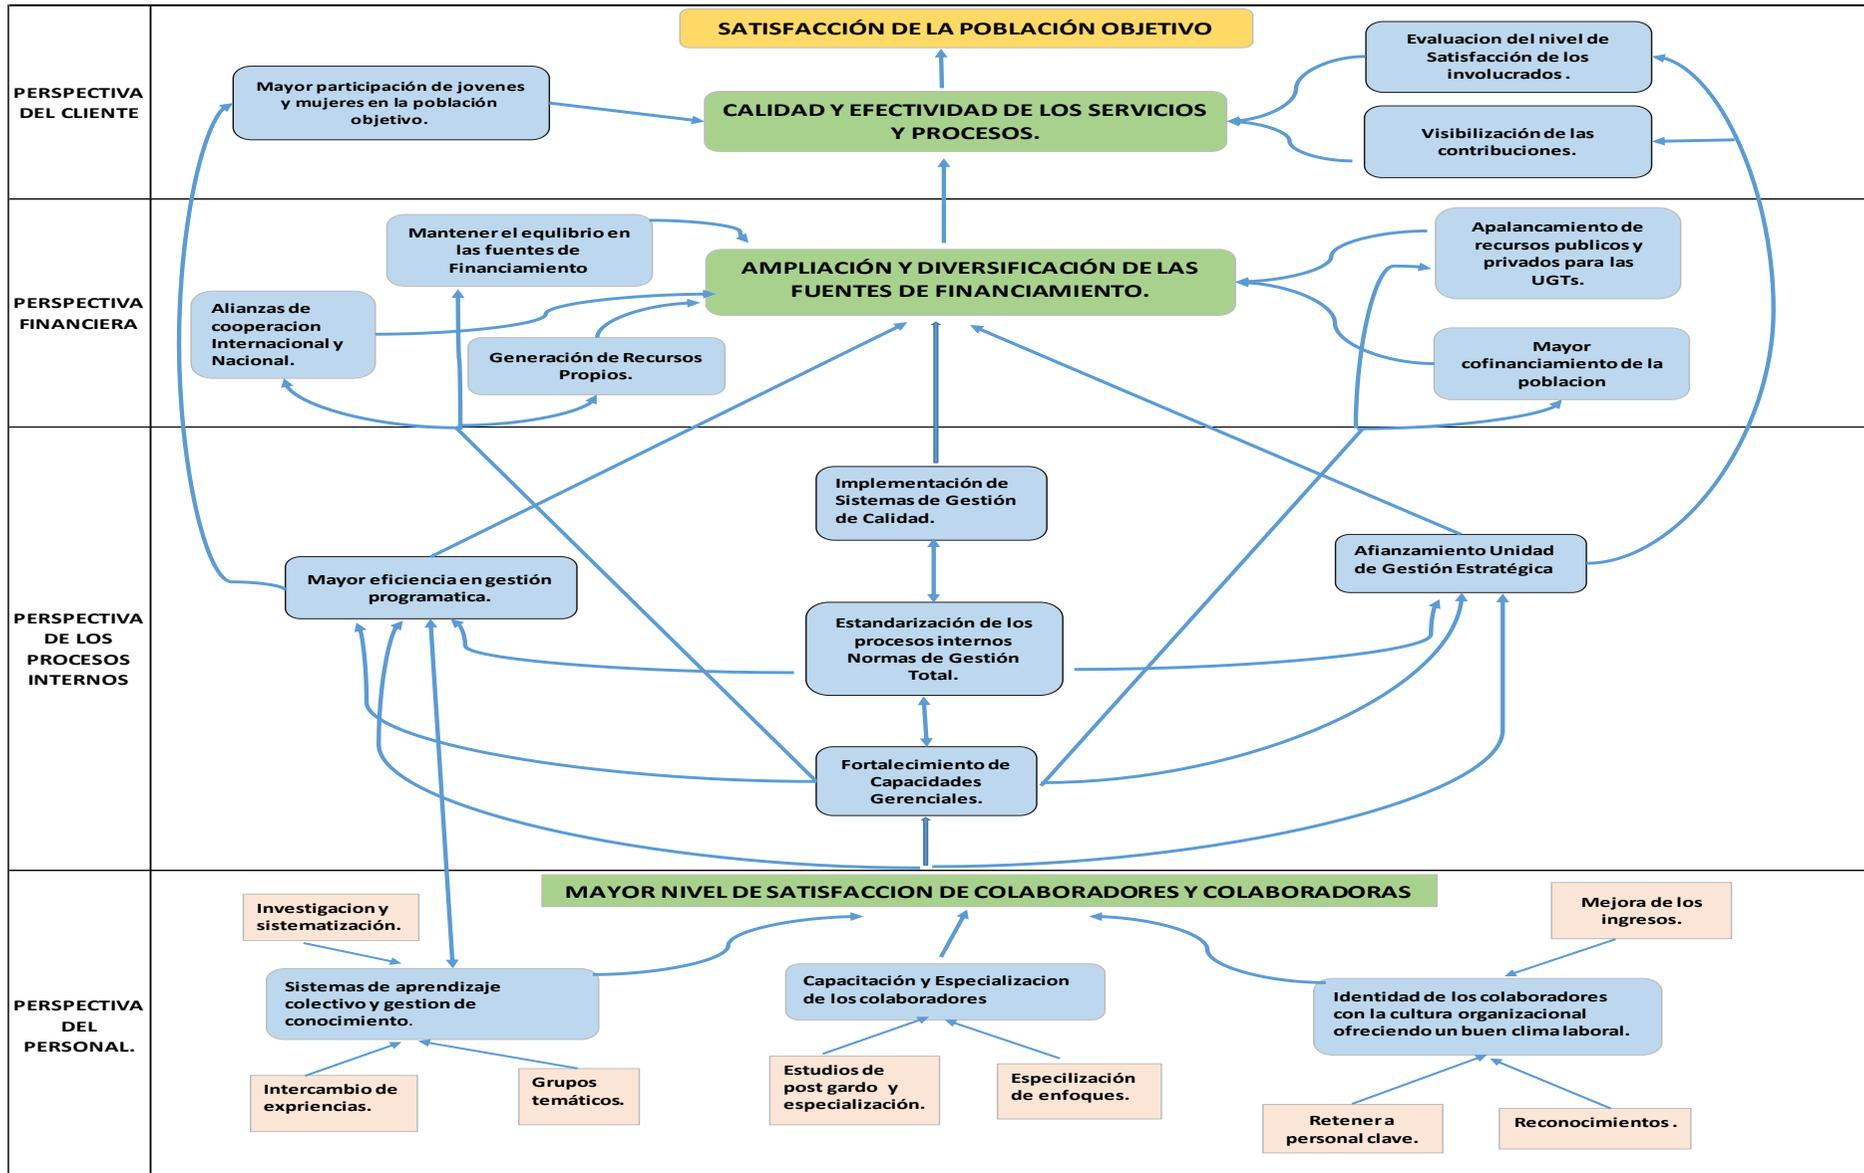 PERSPECTIVA
DEL CLIENTE
SATISFACCIÓN DE LA POBLACIÓN OBJETIVO
Mayor participación de jovenes
y mujeres en la población
objetivo.
CALIDAD Y EFECTIVIDAD DE LOS SERVICIOS
Y PROCESOS.
Evaluacion del nivel de
Satisfacción de los
involucrados .
Visibilización de las
contribuciones.
PERSPECTIVA
FINANCIERA
Mantener el equlibrio en
las fuentes de
Financiamiento
AMPLIACIÓN Y DIVERSIFICACIÓN DE LAS
FUENTES DE FINANCIAMIENTO.
Apalancamiento de
recursos publicos y
privados para las
UGTs.
Alianzas de
cooperacion
Internacional y
Nacional.
Generación de Recursos
Propios.
Mayor
cofinanciamiento de la
poblacion
PERSPECTIVA
DE LOS
PROCESOS
INTERNOS
Implementación de
Sistemas de Gestión
de Calidad.
Mayor eficiencia en gestión
programatica.
Afianzamiento Unidad
de Gestión Estratégica
Estandarización de los
procesos internos
Normas de Gestión
Total.
Fortalecimiento de
Capacidades
Gerenciales.
PERSPECTIVA
DEL
PERSONAL.
MAYOR NIVEL DE SATISFACCION DE COLABORADORES Y COLABORADORAS
Investigacion y
sistematización.
Mejora de los
ingresos.
Sistemas de aprendizaje
colectivo y gestion de
conocimiento.
Capacitación y Especializacion
de los colaboradores
Identidad de los colaboradores
con la cultura organizacional
ofreciendo un buen clima laboral.
Intercambio de
expriencias.
Grupos
temáticos.
Estudios de
post gardo y
especialización.
Especilización
de enfoques.
Retener a
personal clave.
Reconocimientos .